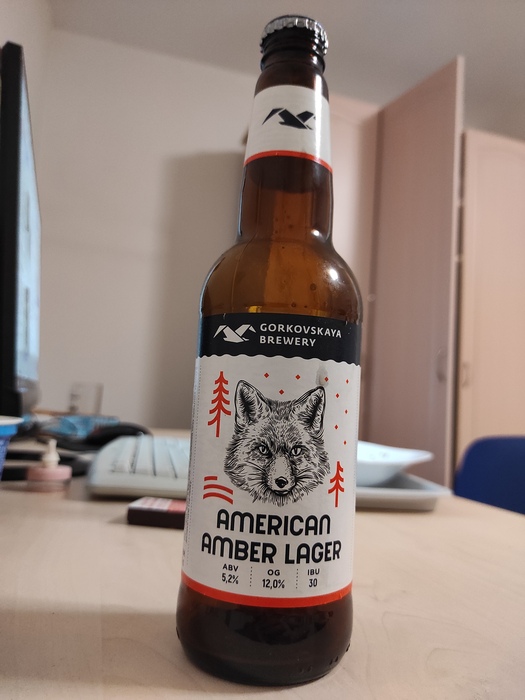 GORKOVSKAYA
BREWERY
AMERICAN
AMBER LAGER
ABV OG IBU
5,2% 12,0% 30